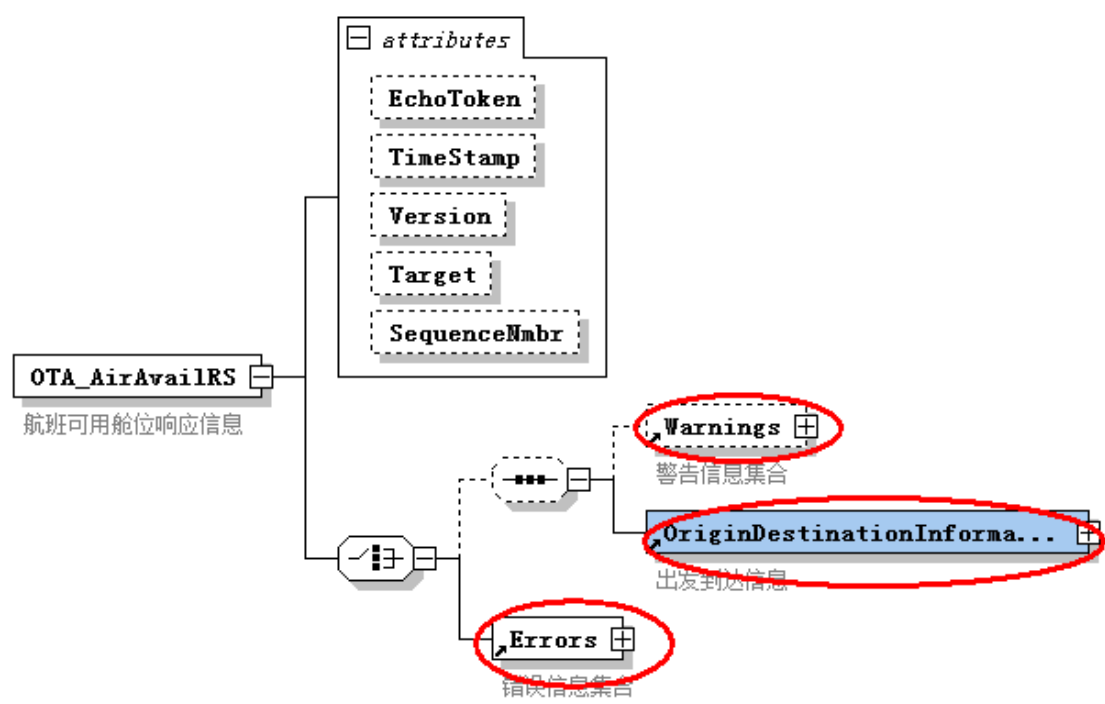 attributes
EchoToken
TimeStamp
Version
Target
SequenceNmbr
OTA_AirAvailRS
航班可用舱位响应信息
Warnings
警告信息集合
OriginDestinationInforma...
出发到达信息
Errors
错误信息集合